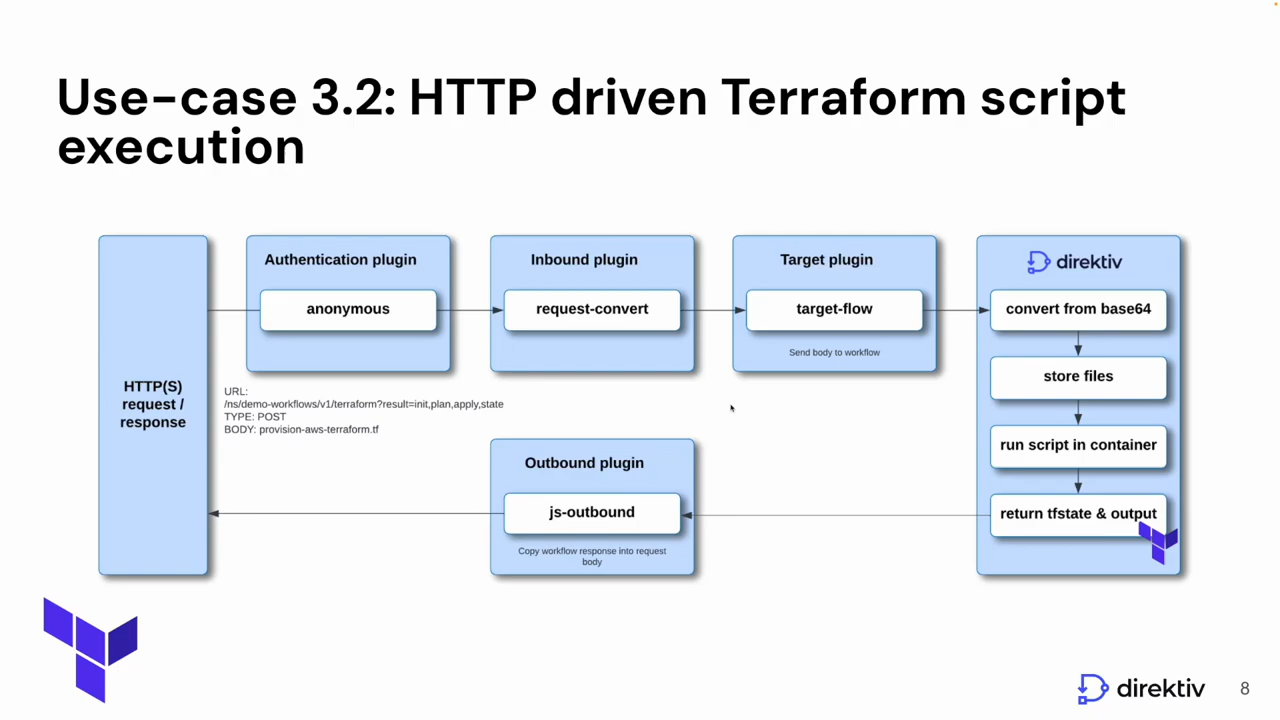 Use-case 3.2: HTTP driven Terraform script
execution
HTTP(S)
request /
response
Authentication plugin
anonymous
URL:
/ns/demo-workflows/v1/terraform?result=init,plan,apply,state
TYPE: POST
BODY: provision-aws-terraform.tf
Inbound plugin
request-convert
Target plugin
target-flow
Send body to workflow
direktiv
convert from base64
store files
run script in container
return tfstate & output
Outbound plugin
js-outbound
Copy workflow response into request
body
direktiv
8